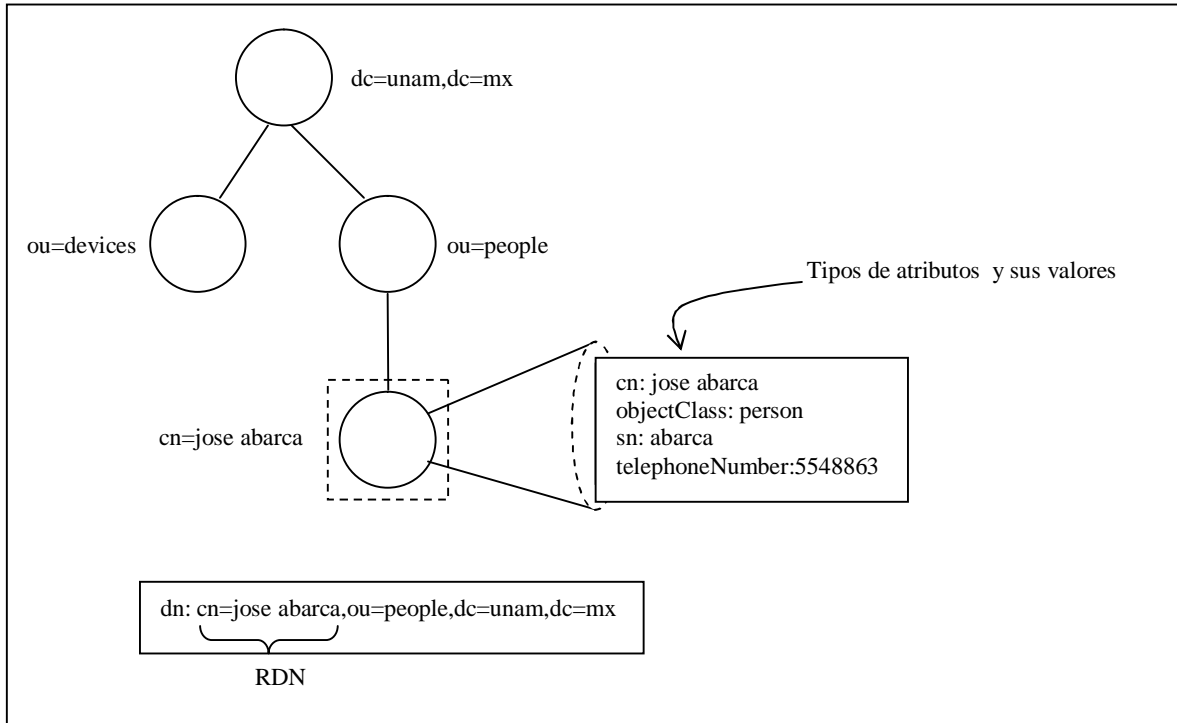 dc=unam,dc=mx
ou=devices
ou=people
Tipos de atributos y sus valores
cn=jose abarca
cn: jose abarca
objectClass: person
sn: abarca
telephoneNumber:5548863
dn: cn=jose abarca,ou=people,dc=unam,dc=mx
RDN